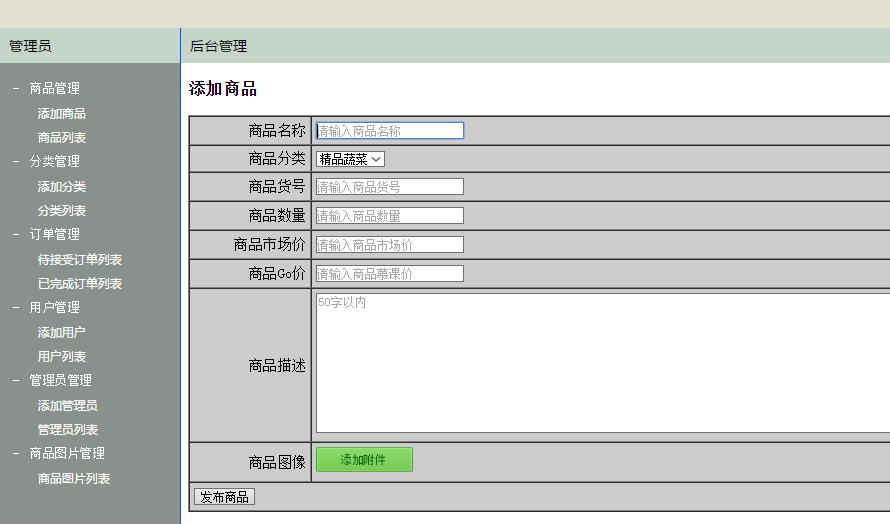 管理员
后台管理
－ 商品管理
添加商品
商品列表
－ 分类管理
添加分类
分类列表
－ 订单管理
待接受订单列表
已完成订单列表
－ 用户管理
添加用户
用户列表
－ 管理员管理
添加管理员
管理员列表
－ 商品图片管理
商品图片列表
添加商品
商品名称 请输入商品名称
商品分类 精品蔬菜
商品货号 请输入商品货号
商品数量 请输入商品数量
商品市场价 请输入商品市场价
商品Go价 请输入商品慕课价
商品描述 50字以内
商品图像 添加附件
发布商品